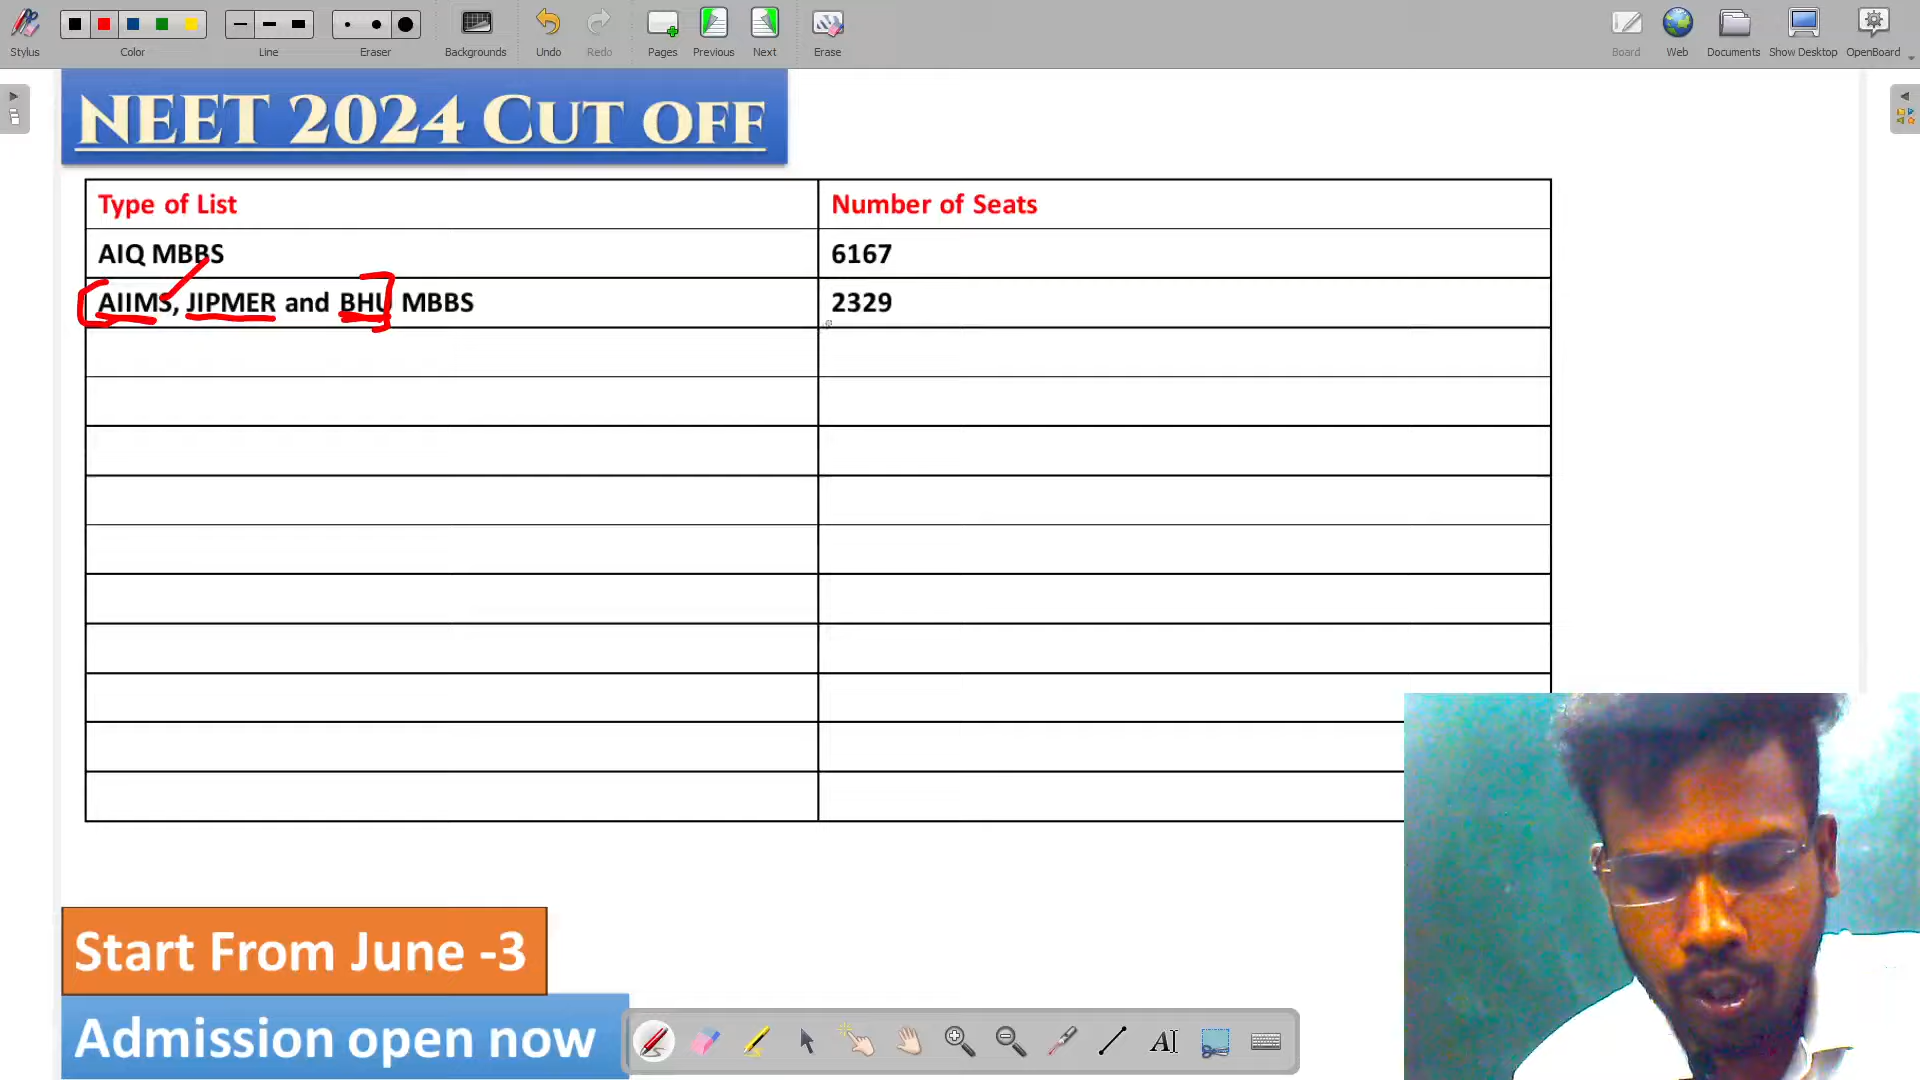 Stylus
Color
Line
Eraser
Backgrounds
Undo
Redo
Pages
Previous
Next
Erase
Board
Web
Documents
Show Desktop
OpenBoard
NEET 2024 CUT OFF
Type of List
Number of Seats
AIQ MBBS
6167
AIIMS, JIPMER and BHU MBBS
2329
Start From June -3
Admission open now
AI